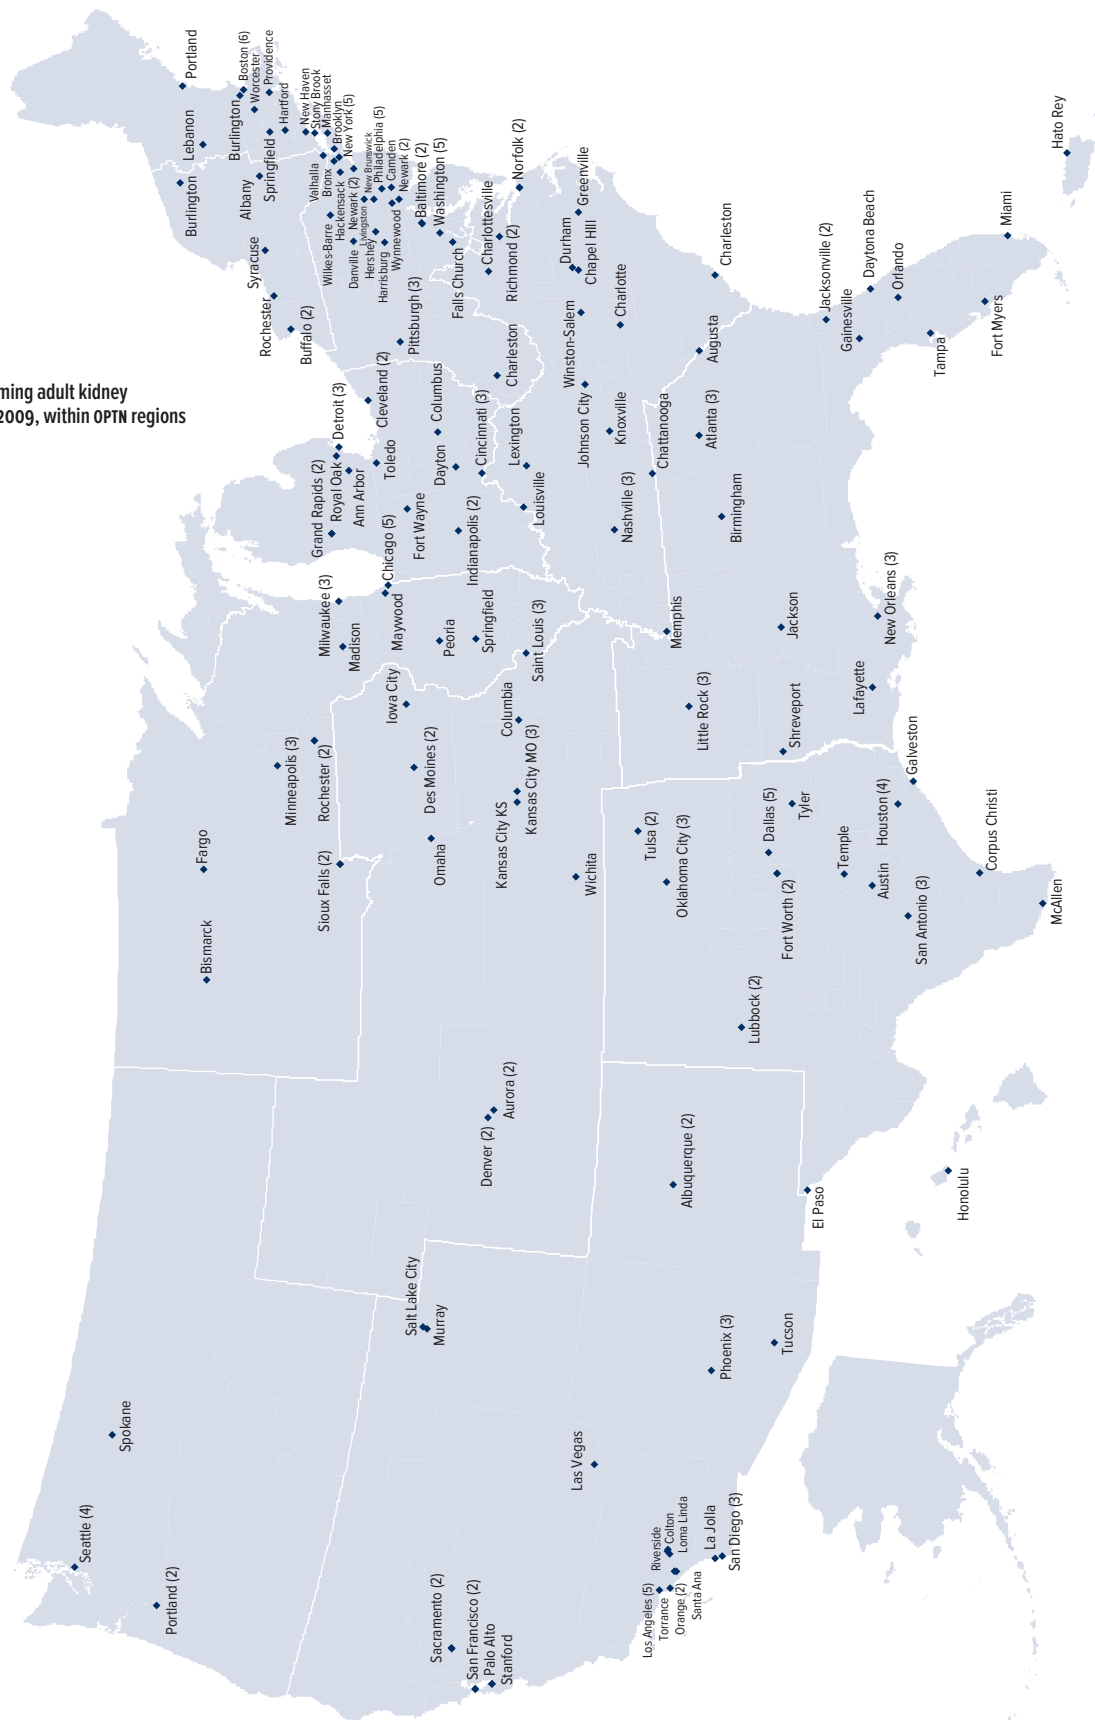 ming adult kidney
2009, within OPTN regions
Seattle (4)
Spokane
Portland (2)
Sacramento (2)
San Francisco (2)
Palo Alto
Stanford
Los Angeles (5)
Torrance
Orange (2)
Santa Ana
Riverside
Colton
Loma Linda
La Jolla
San Diego (3)
Las Vegas
Salt Lake City
Murray
Phoenix (3)
Tucson
Denver (2)
Aurora (2)
Albuquerque (2)
El Paso
Honolulu
Bismarck
Fargo
Sioux Falls (2)
Minneapolis (3)
Rochester (2)
Omaha
Des Moines (2)
Iowa City
Kansas City KS
Kansas City MO (3)
Columbia
Wichita
Tulsa (2)
Oklahoma City (3)
Lubbock (2)
Dallas (5)
Fort Worth (2)
Tyler
Temple
Austin
San Antonio (3)
Houston (4)
Galveston
Corpus Christi
McAllen
Little Rock (3)
Shreveport
Lafayette
New Orleans (3)
Jackson
Memphis
Milwaukee (3)
Madison
Chicago (5)
Maywood
Peoria
Springfield
Saint Louis (3)
Grand Rapids (2)
Royal Oak
Detroit (3)
Ann Arbor
Toledo
Cleveland (2)
Fort Wayne
Indianapolis (2)
Dayton
Columbus
Cincinnati (3)
Lexington
Louisville
Charleston
Nashville (3)
Knoxville
Johnson City
Chattanooga
Birmingham
Atlanta (3)
Augusta
Charleston
Winston-Salem
Charlotte
Durham
Chapel Hill
Greenville
Jacksonville (2)
Gainesville
Daytona Beach
Orlando
Tampa
Fort Myers
Miami
Hato Rey
Rochester
Buffalo (2)
Syracuse
Albany
Burlington
Lebanon
Portland
Burlington
Boston (6)
Worcester
Providence
Springfield
Hartford
New Haven
Stony Brook
Manhasset
Brooklyn
New York (5)
Valhalla
Bronx
Hackensack
Newark (2)
Livingston
New Brunswick
Philadelphia (5)
Camden
Newark (2)
Wilkes-Barre
Danville
Hershey
Harrisburg
Wynnewood
Pittsburgh (3)
Baltimore (2)
Washington (5)
Falls Church
Charlottesville
Richmond (2)
Norfolk (2)